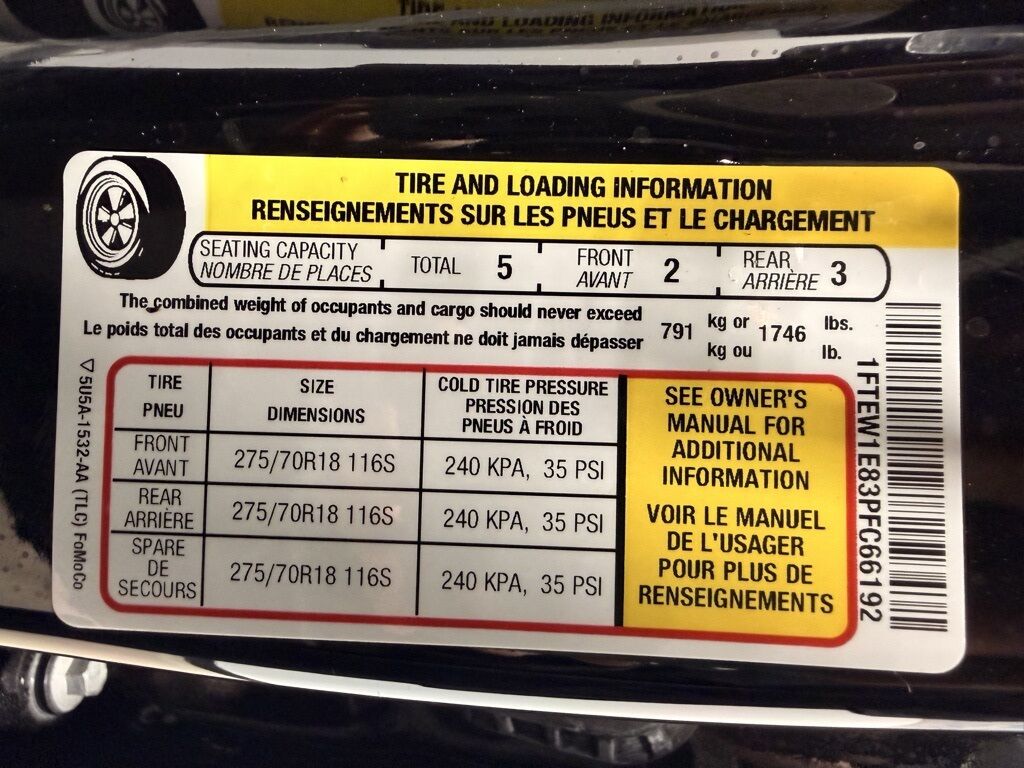 TIRE AND LOADING INFORMATION
RENSEIGNEMENTS SUR LES PNEUS ET LE CHARGEMENT
SEATING CAPACITY
NOMBRE DE PLACES
TOTAL 5
FRONT
AVANT
2
REAR
ARRIÈRE
3
The combined weight of occupants and cargo should never exceed
Le poids total des occupants et du chargement ne doit jamais dépasser
791 kg or 1746 lbs.
kg ou lb.
TIRE
PNEU
SIZE
DIMENSIONS
COLD TIRE PRESSURE
PRESSION DES
PNEUS À FROID
FRONT
AVANT
275/70R18 116S
240 KPA, 35 PSI
REAR
ARRIÈRE
275/70R18 116S
240 KPA, 35 PSI
SPARE
DE
SECOURS
275/70R18 116S
240 KPA, 35 PSI
SEE OWNER'S
MANUAL FOR
ADDITIONAL
INFORMATION
VOIR LE MANUEL
DE L'USAGER
POUR PLUS DE
RENSEIGNEMENTS
5U5A-1532-AA (TLC) FoMoCo
1FTEW1E83PFC66192